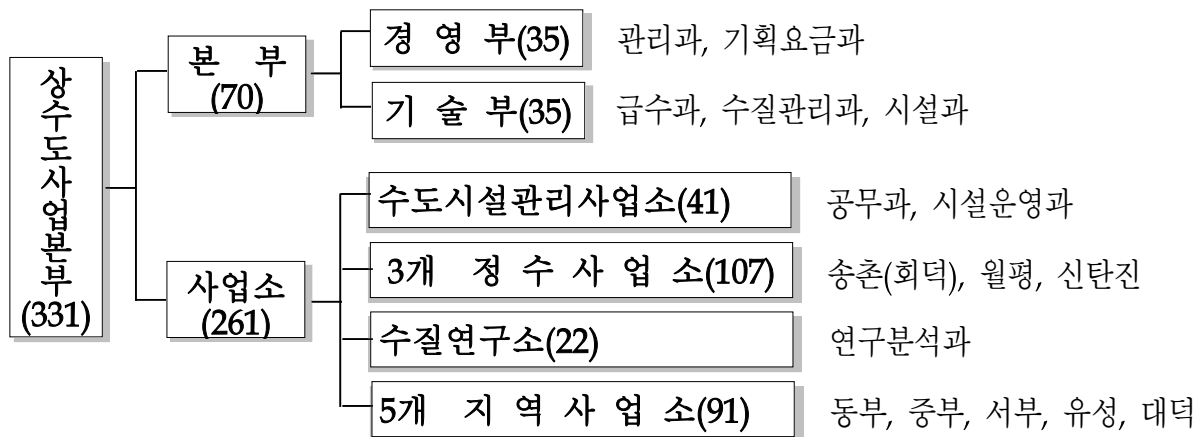 상수도사업본부
(331)
본 부
(70)
경 영 부(35) 관리과, 기획요금과
기 술 부(35) 급수과, 수질관리과, 시설과
사업소
(261)
수도시설관리사업소(41) 공무과, 시설운영과
3개 정 수 사 업 소(107) 송촌(회덕), 월평, 신탄진
수질연구소(22) 연구분석과
5개 지 역 사 업 소(91) 동부, 중부, 서부, 유성, 대덕